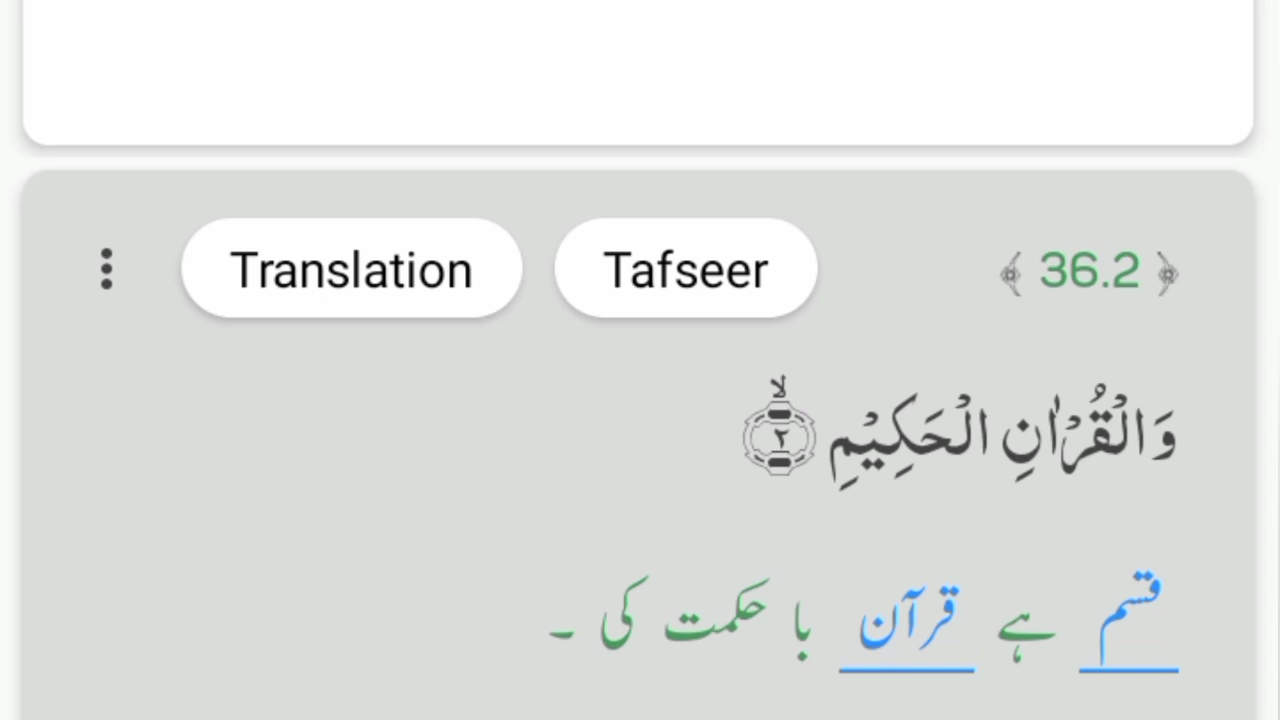 Translation Tafseer ﴾ 36.2 ﴿
وَالْقُرْاٰنِ الْحَكِيْمِ ۙ‏﴿۲﴾
قسم ہے قرآن با حکمت کی ۔